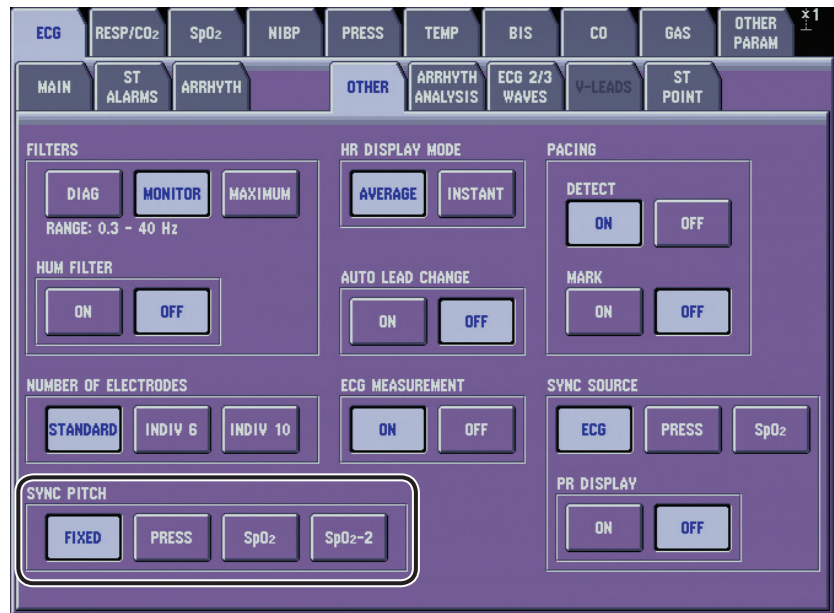 ECG RESP/CO2 SpO2 NIBP PRESS TEMP BIS CO GAS OTHER PARAM x1
MAIN ST ALARMS ARRHYTH OTHER ARRHYTH ANALYSIS ECG 2/3 WAVES V-LEADS ST POINT
FILTERS
DIAG MONITOR MAXIMUM
RANGE: 0.3 - 40 Hz
HUM FILTER
ON OFF
HR DISPLAY MODE
AVERAGE INSTANT
AUTO LEAD CHANGE
ON OFF
PACING
DETECT
ON OFF
MARK
ON OFF
NUMBER OF ELECTRODES
STANDARD INDIV 6 INDIV 10
ECG MEASUREMENT
ON OFF
SYNC SOURCE
ECG PRESS SpO2
PR DISPLAY
ON OFF
SYNC PITCH
FIXED PRESS SpO2 SpO2-2